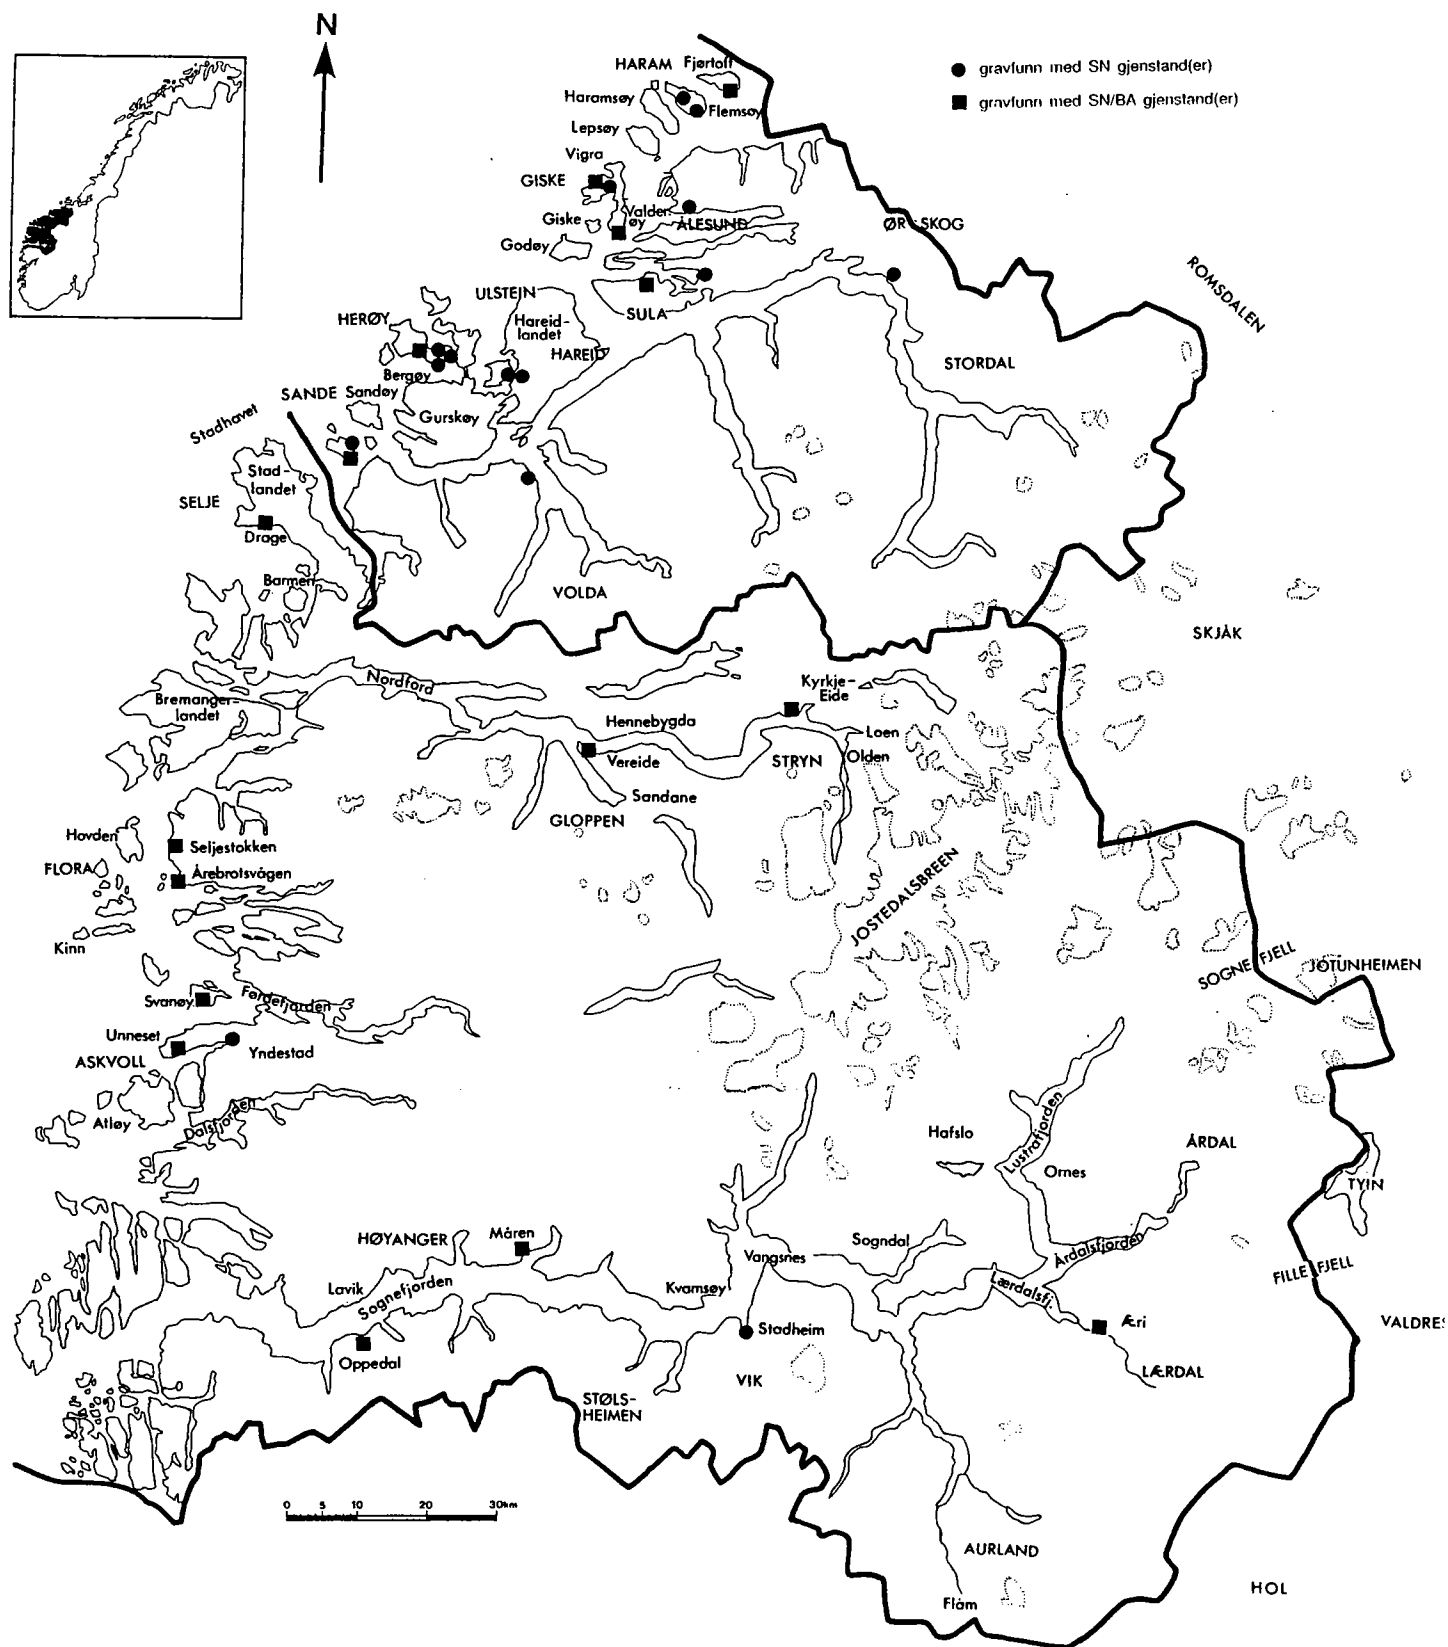 N
HARAM
Fjørtoft
gravfunn med SN gjenstand(er)
gravfunn med SN/BA gjenstand(er)
Haramsøy
Flemsøy
Lepsøy
Vigra
GISKE
Giske
Valder-
øy
ÅLESUND
ØRSKOG
Godøy
ROMSDALEN
ULSTEIN
SULA
HERØY
Hareid-
landet
HAREID
STORDAL
Bergøy
SANDE
Sandøy
Gurskøy
Stadhavet
Stad-
landet
SELJE
Drage
Barmen
VOLDA
SKJÅK
Nordfjord
Kyrkje-
Eide
Bremanger-
landet
Hennebygda
Loen
Vereide
STRYN
Olden
Sandane
GLOPPEN
Hovden
Seljestokken
FLORA
Årebrotsvågen
JOSTEDALSBREEN
Kinn
SOGNEFJELL
JOTUNHEIMEN
Svanøy
Førdefjorden
Unneset
Yndestad
ASKVOLL
Atløy
Dalsfjorden
Hafslo
Lustrafjorden
Ornes
ÅRDAL
TYIN
HØYANGER
Måren
Sogndal
Årdalsfjorden
Vangsnes
FILLEFJELL
Lavik
Sognefjorden
Kvamsøy
Lærdalsfj.
Æri
VALDRES
Stadheim
Oppedal
LÆRDAL
VIK
STØLS-
HEIMEN
0 5 10 20 30km
AURLAND
HOL
Flåm